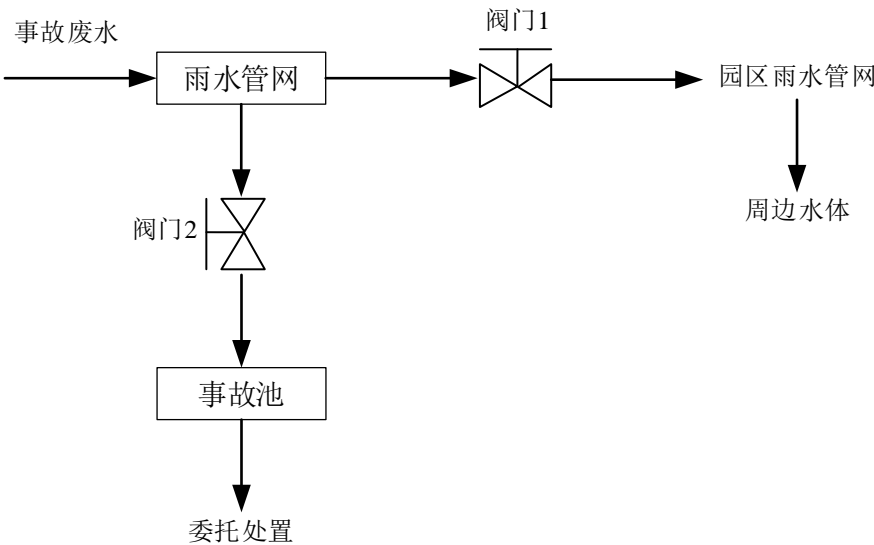 事故废水
阀门1
雨水管网
园区雨水管网
周边水体
阀门2
事故池
委托处置